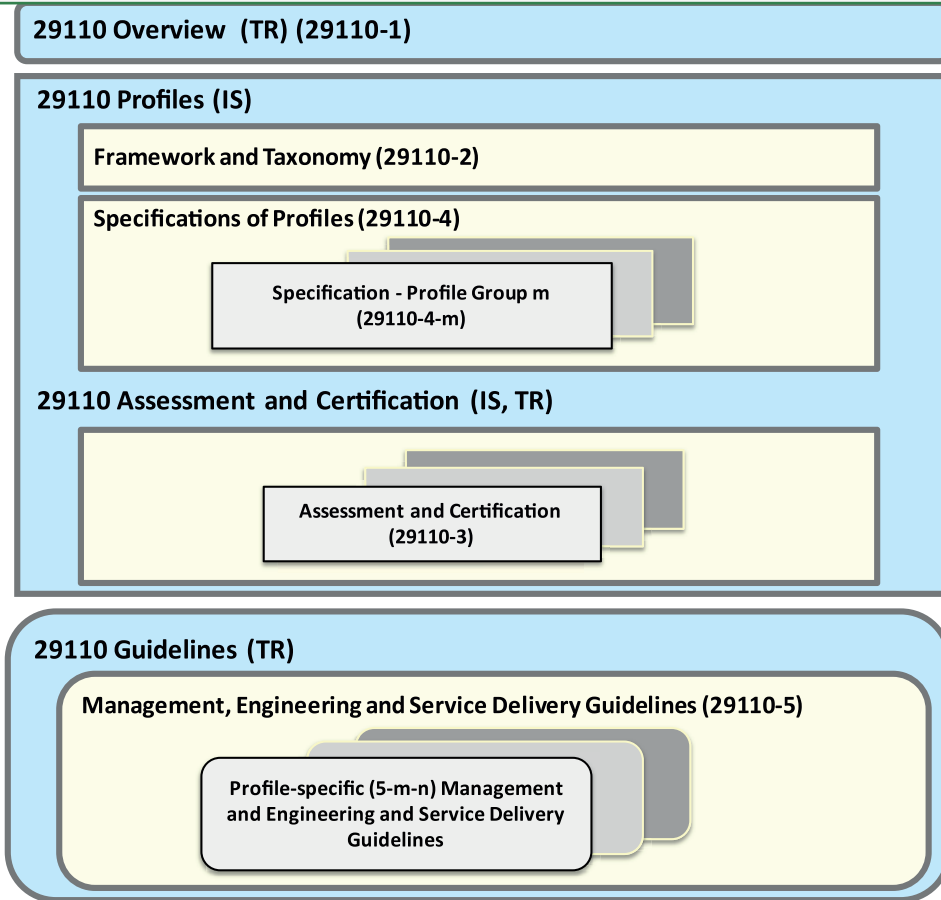 29110 Overview (TR) (29110-1)
29110 Profiles (IS)
Framework and Taxonomy (29110-2)
Specifications of Profiles (29110-4)
Specification - Profile Group m
(29110-4-m)
29110 Assessment and Certification (IS, TR)
Assessment and Certification
(29110-3)
29110 Guidelines (TR)
Management, Engineering and Service Delivery Guidelines (29110-5)
Profile-specific (5-m-n) Management
and Engineering and Service Delivery
Guidelines